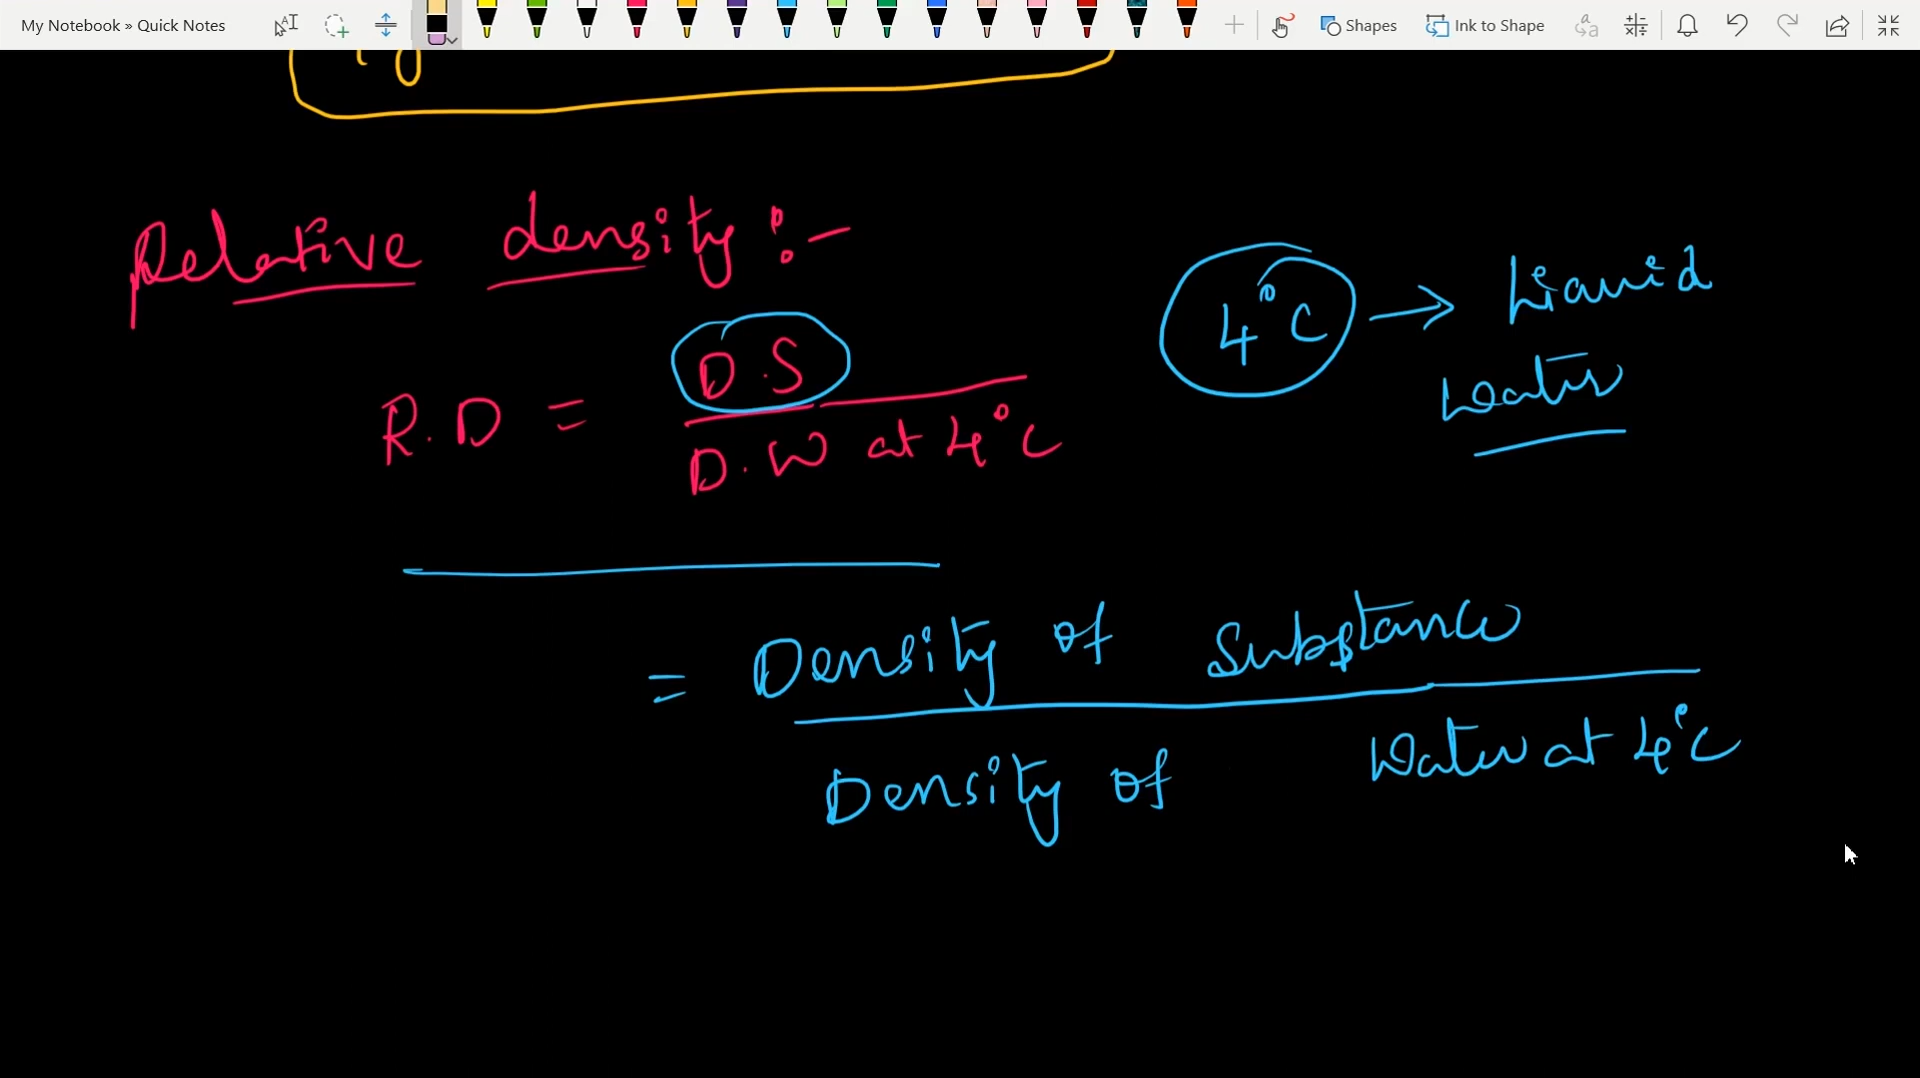 My Notebook » Quick Notes
Shapes
Ink to Shape
Relative density :-
R.D = D.S
D.W at 4°C
4°C → Liquid
Water
= Density of Substance
Density of Water at 4°C